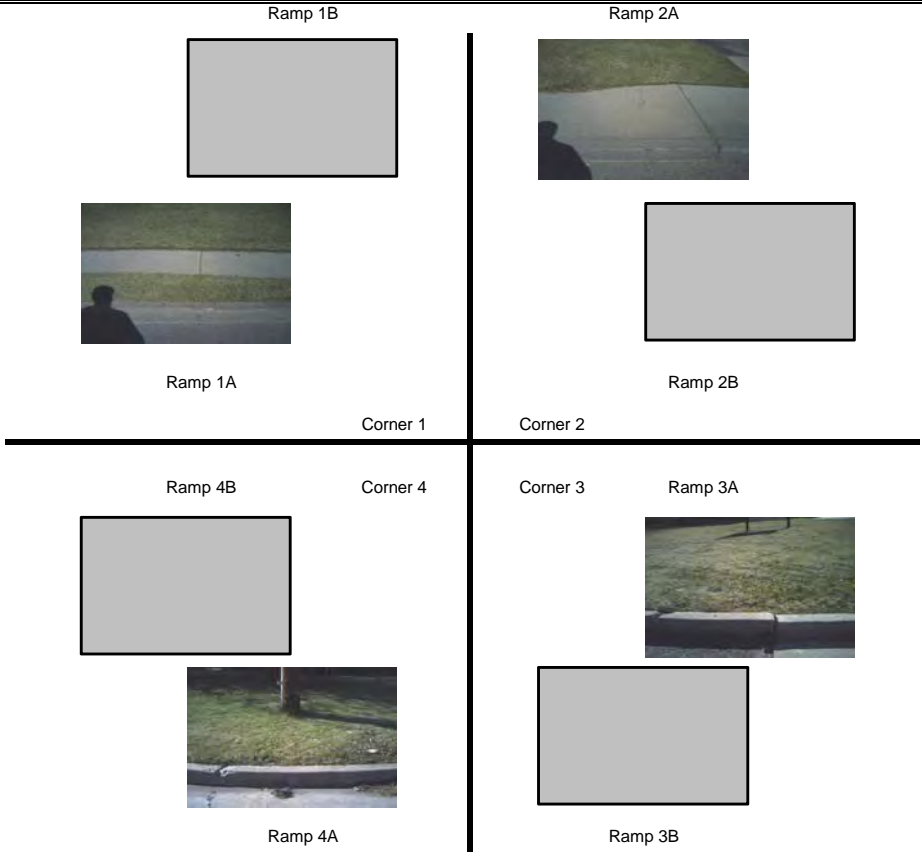 Ramp 1B
Ramp 2A
Ramp 1A
Ramp 2B
Corner 1
Corner 2
Ramp 4B
Corner 4
Corner 3
Ramp 3A
Ramp 4A
Ramp 3B